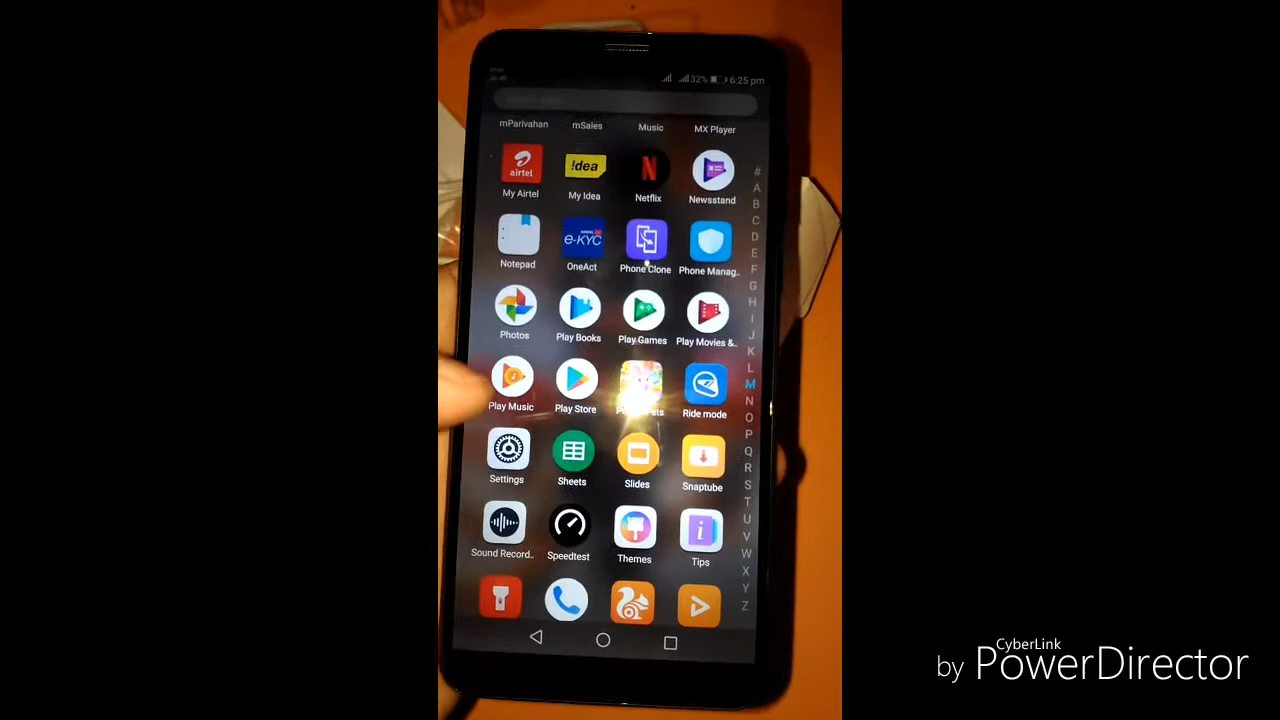 32% 6:25 pm
mParivahan mSales Music MX Player
#
airtel !dea N
My Airtel My Idea Netflix Newsstand
A
B
C
e-KYC
D
Notepad OneAct Phone Clone Phone Manag..
E
F
G
H
I
Photos Play Books Play Games Play Movies &..
J
K
L
M
Play Music Play Store Ride mode
N
O
P
Q
R
Settings Sheets Slides Snaptube
S
T
U
i
V
Sound Record.. Speedtest Themes Tips
W
X
Y
Z
CyberLink
by PowerDirector